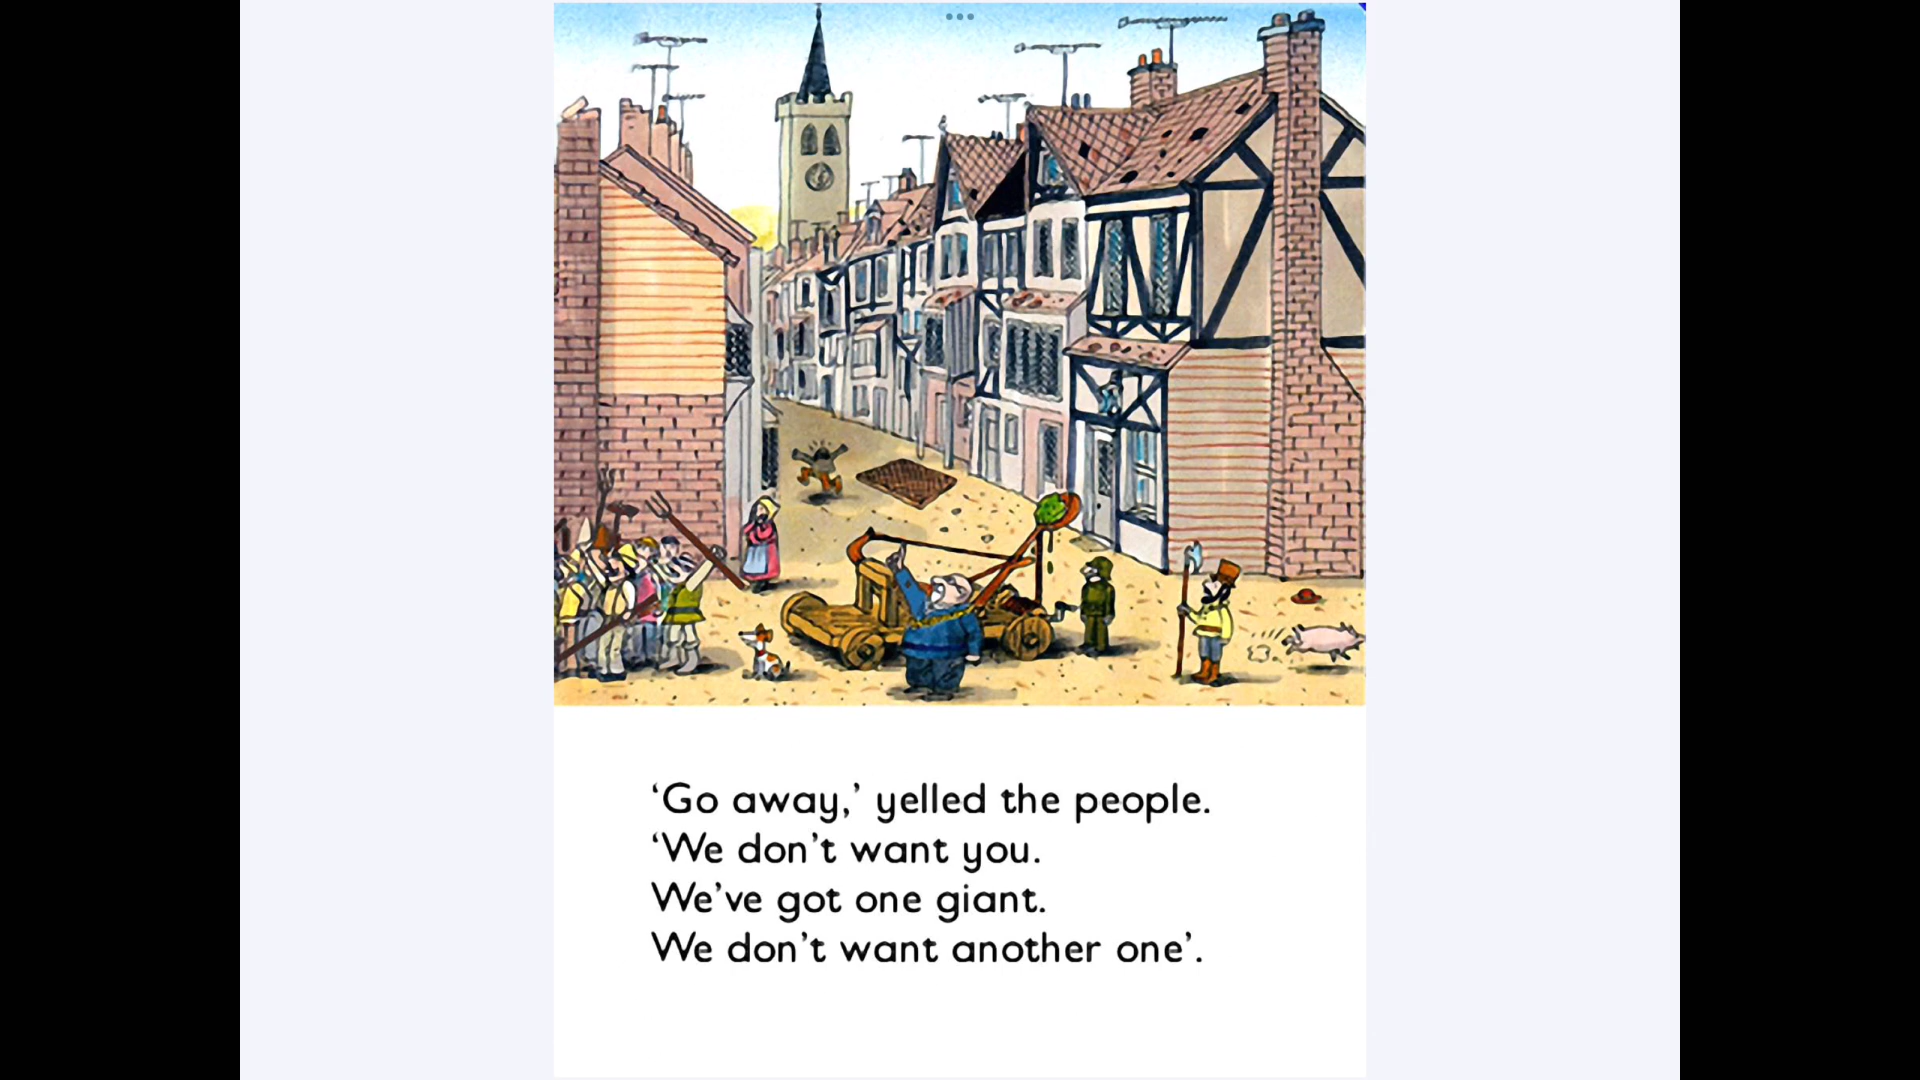 ‘Go away,’ yelled the people.
‘We don’t want you.
We’ve got one giant.
We don’t want another one’.